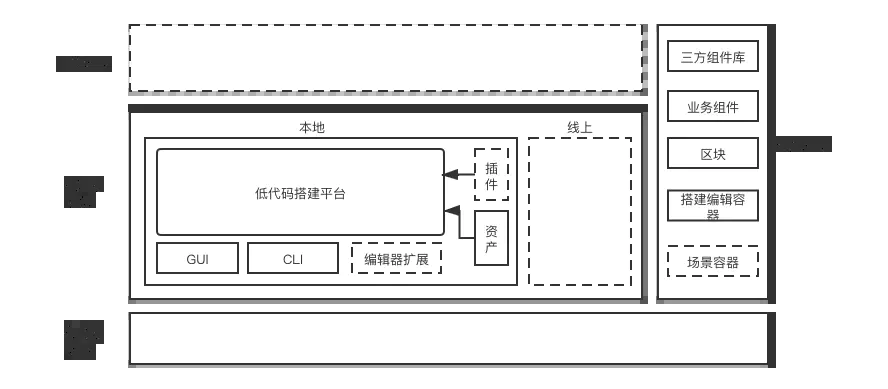 三方组件库
业务组件
本地
线上
区块
插
件
低代码搭建平台
搭建编辑容
器
资
产
GUI
CLI
编辑器扩展
场景容器